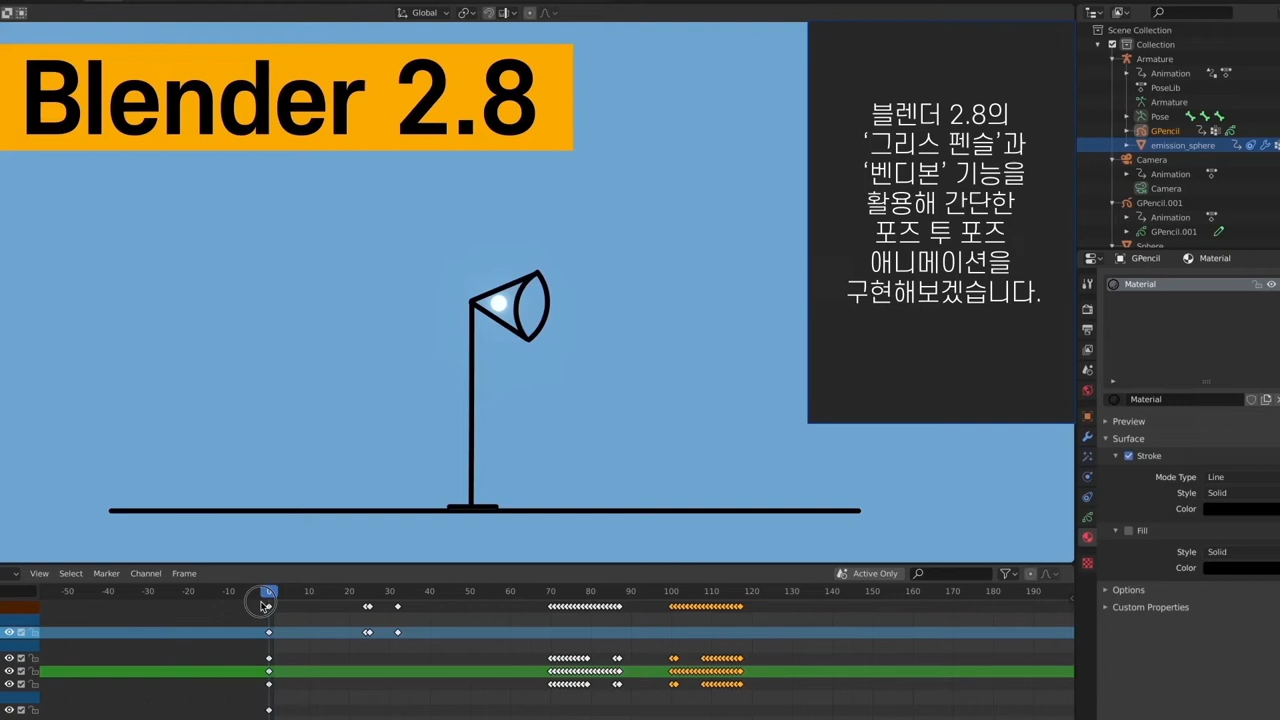 Global
Blender 2.8
블렌더 2.8의
‘그리스 펜슬’과
‘벤디본’ 기능을
활용해 간단한
포즈 투 포즈
애니메이션을
구현해보겠습니다.
Scene Collection
Collection
Armature
Animation
PoseLib
Armature
Pose
GPencil
emission_sphere
Camera
Animation
Camera
GPencil.001
Animation
GPencil.001
Sphere
GPencil
Material
Material
Material
Preview
Surface
Stroke
Mode Type Line
Style Solid
Color
Fill
Style Solid
Color
Options
Custom Properties
View Select Marker Channel Frame Active Only
-50 -40 -30 -20 -10 0 10 20 30 40 50 60 70 80 90 100 110 120 130 140 150 160 170 180 190